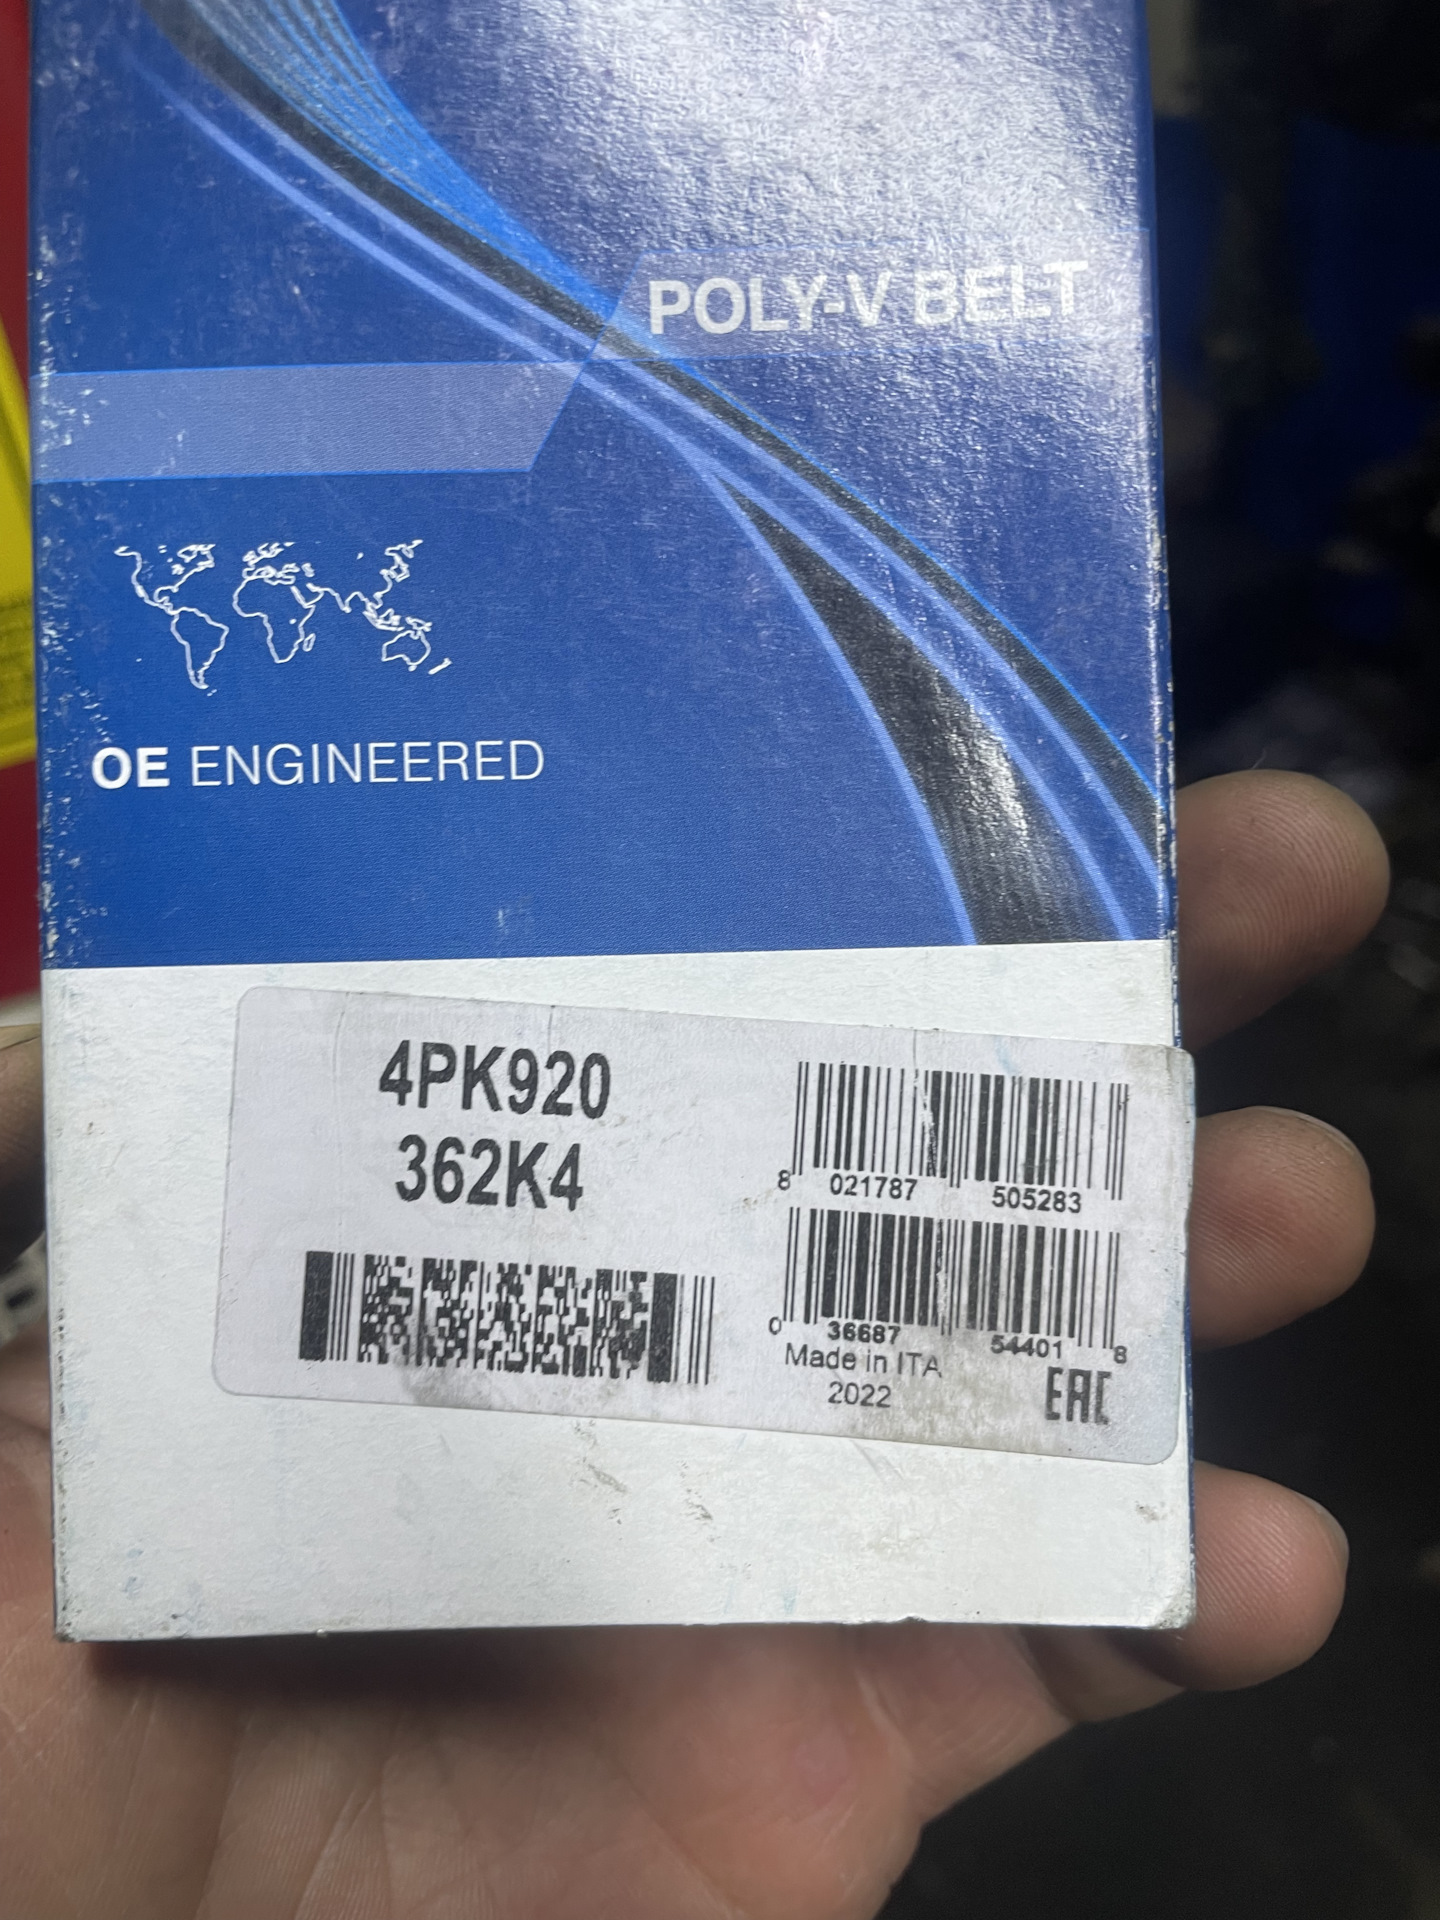 POLY-V BELT
OE ENGINEERED
4PK920
362K4
8 021787 505283
0 36687 54401 8
Made in ITA
2022
EAC